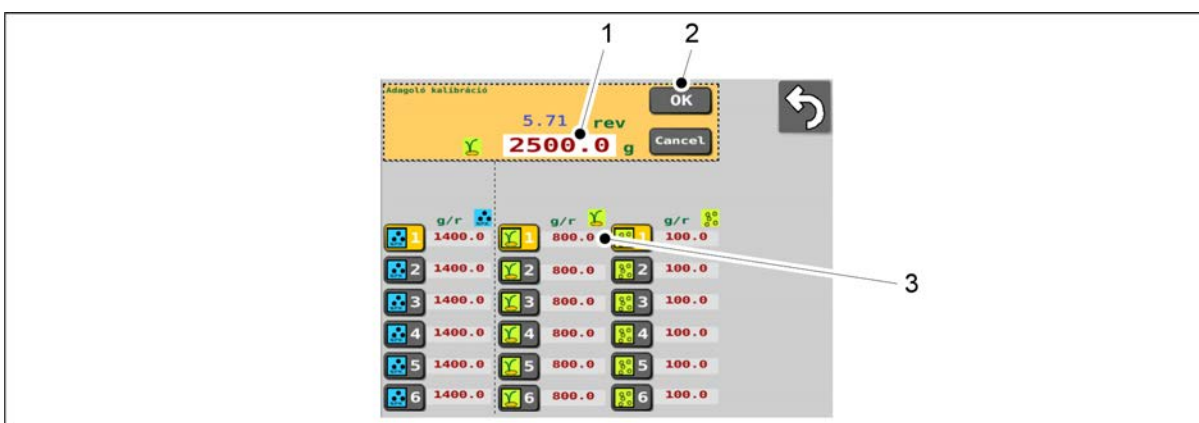 1 2
Adagoló kalibráció
OK
5.71 rev
2500.0 g Cancel
g/r g/r g/r
1 1400.0 1 800.0 1 100.0
3
2 1400.0 2 800.0 2 100.0
3 1400.0 3 800.0 3 100.0
4 1400.0 4 800.0 4 100.0
5 1400.0 5 800.0 5 100.0
6 1400.0 6 800.0 6 100.0